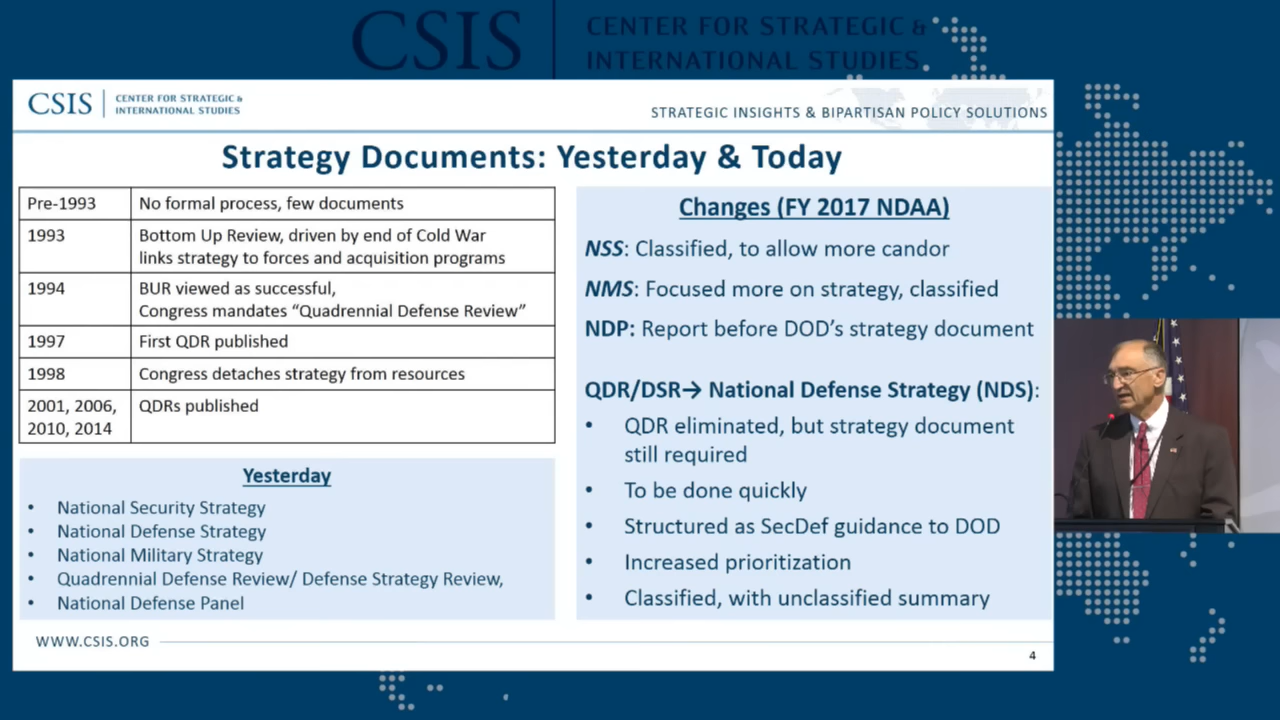 CSIS
CENTER FOR STRATEGIC &
INTERNATIONAL STUDIES
CSIS
CENTER FOR STRATEGIC &
INTERNATIONAL STUDIES
STRATEGIC INSIGHTS & BIPARTISAN POLICY SOLUTIONS
Strategy Documents: Yesterday & Today
Pre-1993 No formal process, few documents
1993 Bottom Up Review, driven by end of Cold War
links strategy to forces and acquisition programs
1994 BUR viewed as successful,
Congress mandates “Quadrennial Defense Review”
1997 First QDR published
1998 Congress detaches strategy from resources
2001, 2006, QDRs published
2010, 2014
Yesterday
• National Security Strategy
• National Defense Strategy
• National Military Strategy
• Quadrennial Defense Review/ Defense Strategy Review,
• National Defense Panel
Changes (FY 2017 NDAA)
NSS: Classified, to allow more candor
NMS: Focused more on strategy, classified
NDP: Report before DOD’s strategy document
QDR/DSR→ National Defense Strategy (NDS):
• QDR eliminated, but strategy document
still required
• To be done quickly
• Structured as SecDef guidance to DOD
• Increased prioritization
• Classified, with unclassified summary
WWW.CSIS.ORG
4